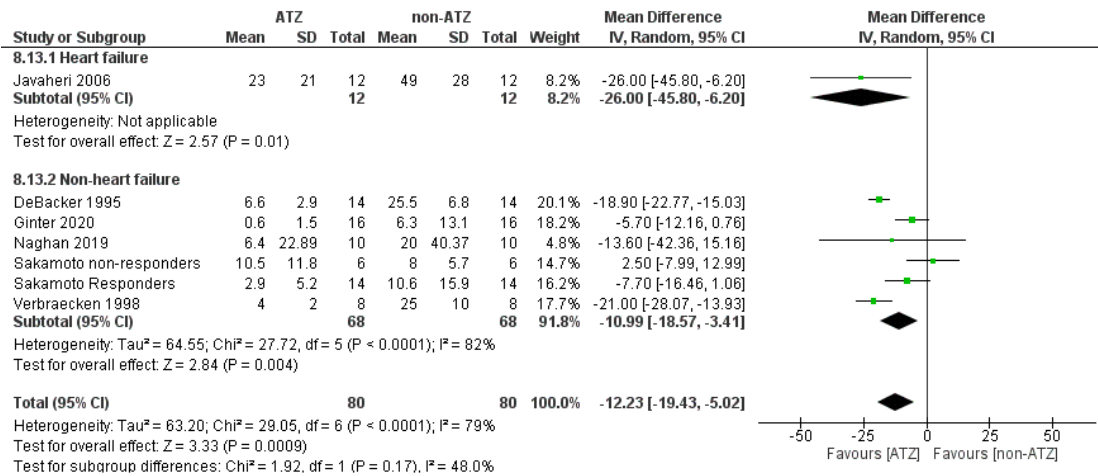 ATZ non-ATZ Mean Difference Mean Difference
Study or Subgroup Mean SD Total Mean SD Total Weight IV, Random, 95% CI IV, Random, 95% CI
8.13.1 Heart failure
Javaheri 2006 23 21 12 49 28 12 8.2% -26.00 [-45.80, -6.20]
Subtotal (95% CI) 12 12 8.2% -26.00 [-45.80, -6.20]
Heterogeneity: Not applicable
Test for overall effect: Z = 2.57 (P = 0.01)
8.13.2 Non-heart failure
DeBacker 1995 6.6 2.9 14 25.5 6.8 14 20.1% -18.90 [-22.77, -15.03]
Ginter 2020 0.6 1.5 16 6.3 13.1 16 18.2% -5.70 [-12.16, 0.76]
Naghan 2019 6.4 22.89 10 20 40.37 10 4.8% -13.60 [-42.36, 15.16]
Sakamoto non-responders 10.5 11.8 6 8 5.7 6 14.7% 2.50 [-7.99, 12.99]
Sakamoto Responders 2.9 5.2 14 10.6 15.9 14 16.2% -7.70 [-16.46, 1.06]
Verbraecken 1998 4 2 8 25 10 8 17.7% -21.00 [-28.07, -13.93]
Subtotal (95% CI) 68 68 91.8% -10.99 [-18.57, -3.41]
Heterogeneity: Tau² = 64.55; Chi² = 27.72, df = 5 (P < 0.0001); I² = 82%
Test for overall effect: Z = 2.84 (P = 0.004)
Total (95% CI) 80 80 100.0% -12.23 [-19.43, -5.02]
Heterogeneity: Tau² = 63.20; Chi² = 29.05, df = 6 (P < 0.0001); I² = 79%
Test for overall effect: Z = 3.33 (P = 0.0009)
Test for subgroup differences: Chi² = 1.92, df = 1 (P = 0.17), I² = 48.0%
-50 -25 0 25 50
Favours [ATZ] Favours [non-ATZ]